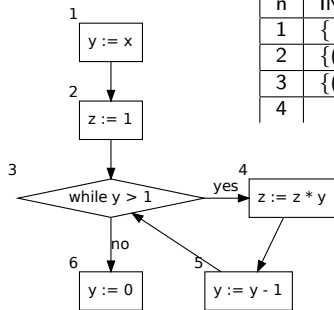 1
y := x
2
z := 1
3
while y > 1
yes
no
4
z := z * y
5
y := y - 1
6
y := 0
n
1 {
2 {(
3 {(
4